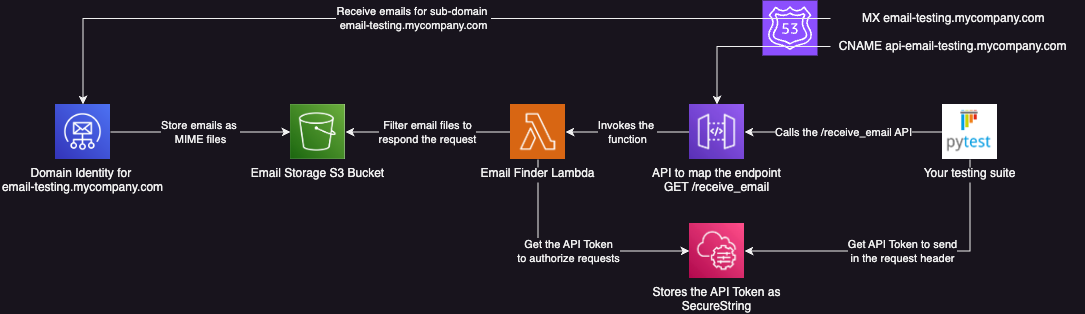 Receive emails for sub-domain
email-testing.mycompany.com
53
MX email-testing.mycompany.com
CNAME api-email-testing.mycompany.com
Store emails as
MIME files
Filter email files to
respond the request
Invokes the
function
Calls the /receive_email API
pytest
Domain Identity for
email-testing.mycompany.com
Email Storage S3 Bucket
Email Finder Lambda
API to map the endpoint
GET /receive_email
Your testing suite
Get the API Token
to authorize requests
Get API Token to send
in the request header
Stores the API Token as
SecureString